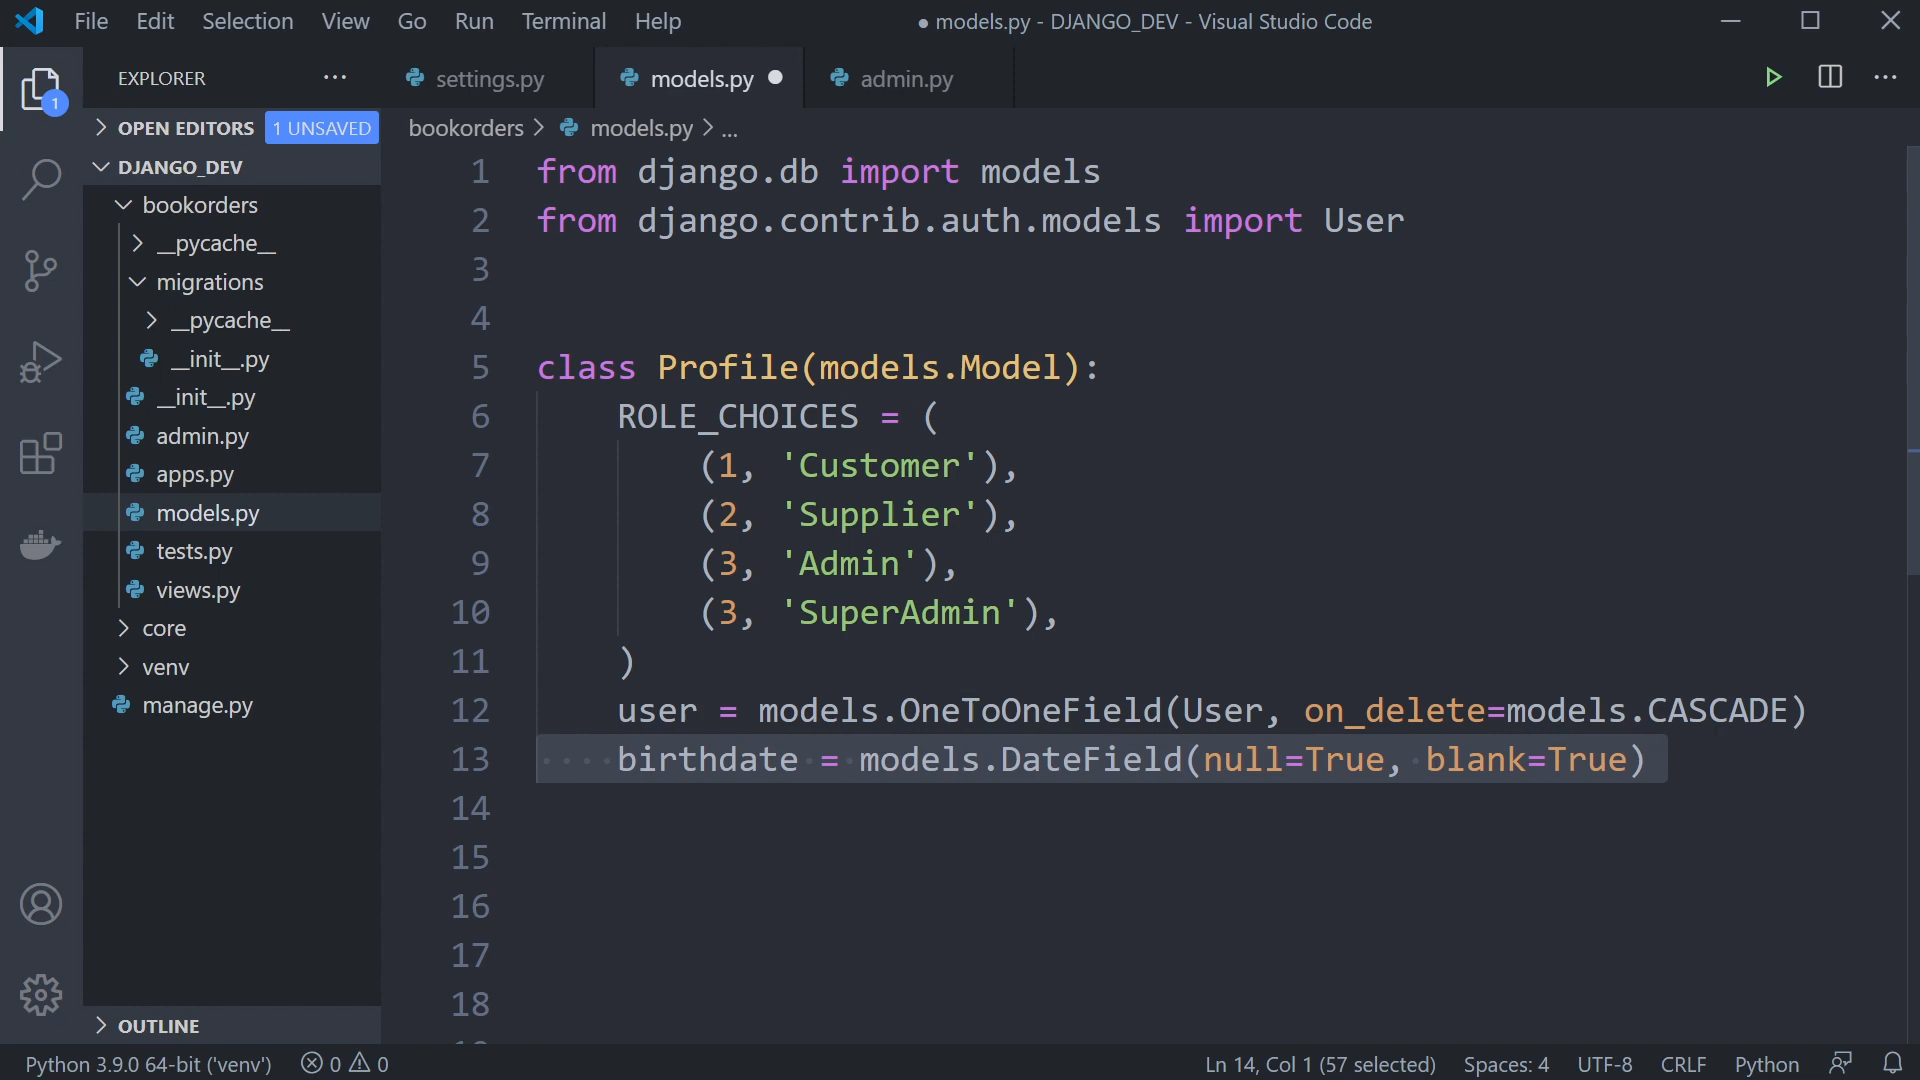 File Edit Selection View Go Run Terminal Help
● models.py - DJANGO_DEV - Visual Studio Code
EXPLORER ...
settings.py
models.py
admin.py
1
OPEN EDITORS 1 UNSAVED
DJANGO_DEV
bookorders
__pycache__
migrations
__pycache__
__init__.py
__init__.py
admin.py
apps.py
models.py
tests.py
views.py
core
venv
manage.py
OUTLINE
bookorders > models.py > ...
1 from django.db import models
2 from django.contrib.auth.models import User
3
4
5 class Profile(models.Model):
6 ROLE_CHOICES = (
7 (1, 'Customer'),
8 (2, 'Supplier'),
9 (3, 'Admin'),
10 (3, 'SuperAdmin'),
11 )
12 user = models.OneToOneField(User, on_delete=models.CASCADE)
13 birthdate = models.DateField(null=True, blank=True)
14
15
16
17
18
Python 3.9.0 64-bit ('venv') 0 0
Ln 14, Col 1 (57 selected) Spaces: 4 UTF-8 CRLF Python